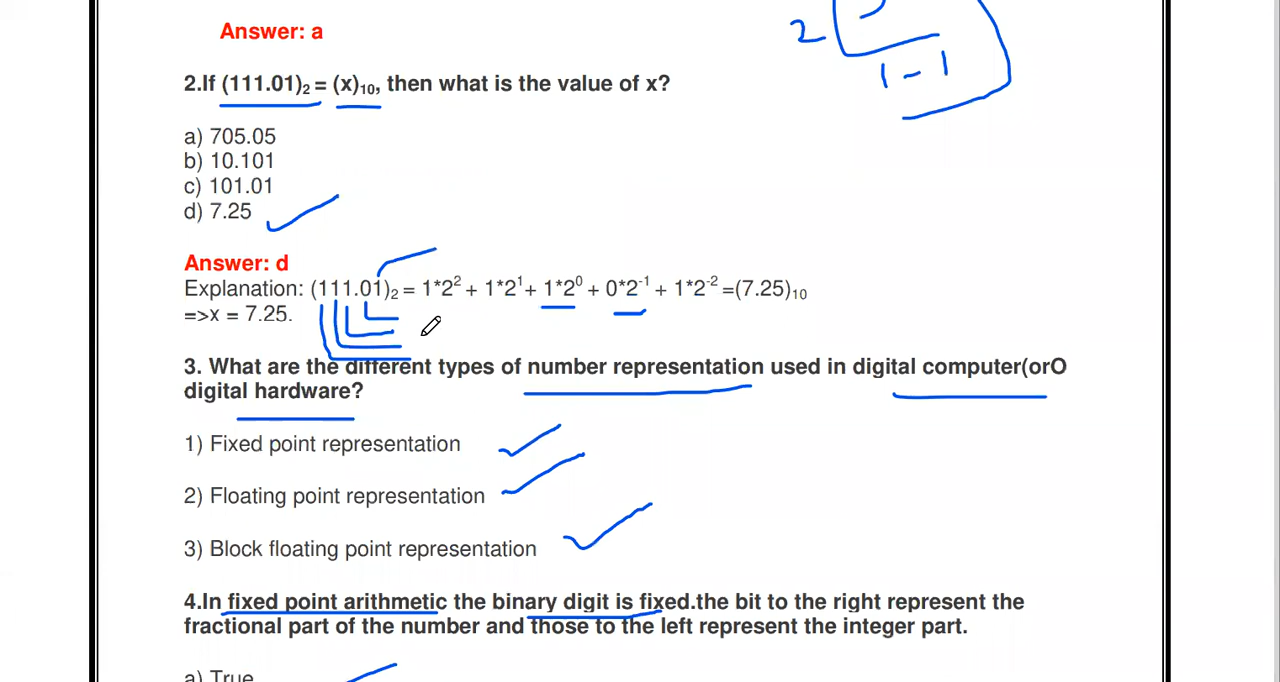 Answer: a
2
1 - 1
2.If (111.01)₂ = (x)₁₀, then what is the value of x?
a) 705.05
b) 10.101
c) 101.01
d) 7.25
Answer: d
Explanation: (111.01)₂ = 1*2² + 1*2¹+ 1*2⁰ + 0*2⁻¹ + 1*2⁻² =(7.25)₁₀
=>x = 7.25.
3. What are the different types of number representation used in digital computer(orO
digital hardware?
1) Fixed point representation
2) Floating point representation
3) Block floating point representation
4.In fixed point arithmetic the binary digit is fixed.the bit to the right represent the
fractional part of the number and those to the left represent the integer part.
a) True